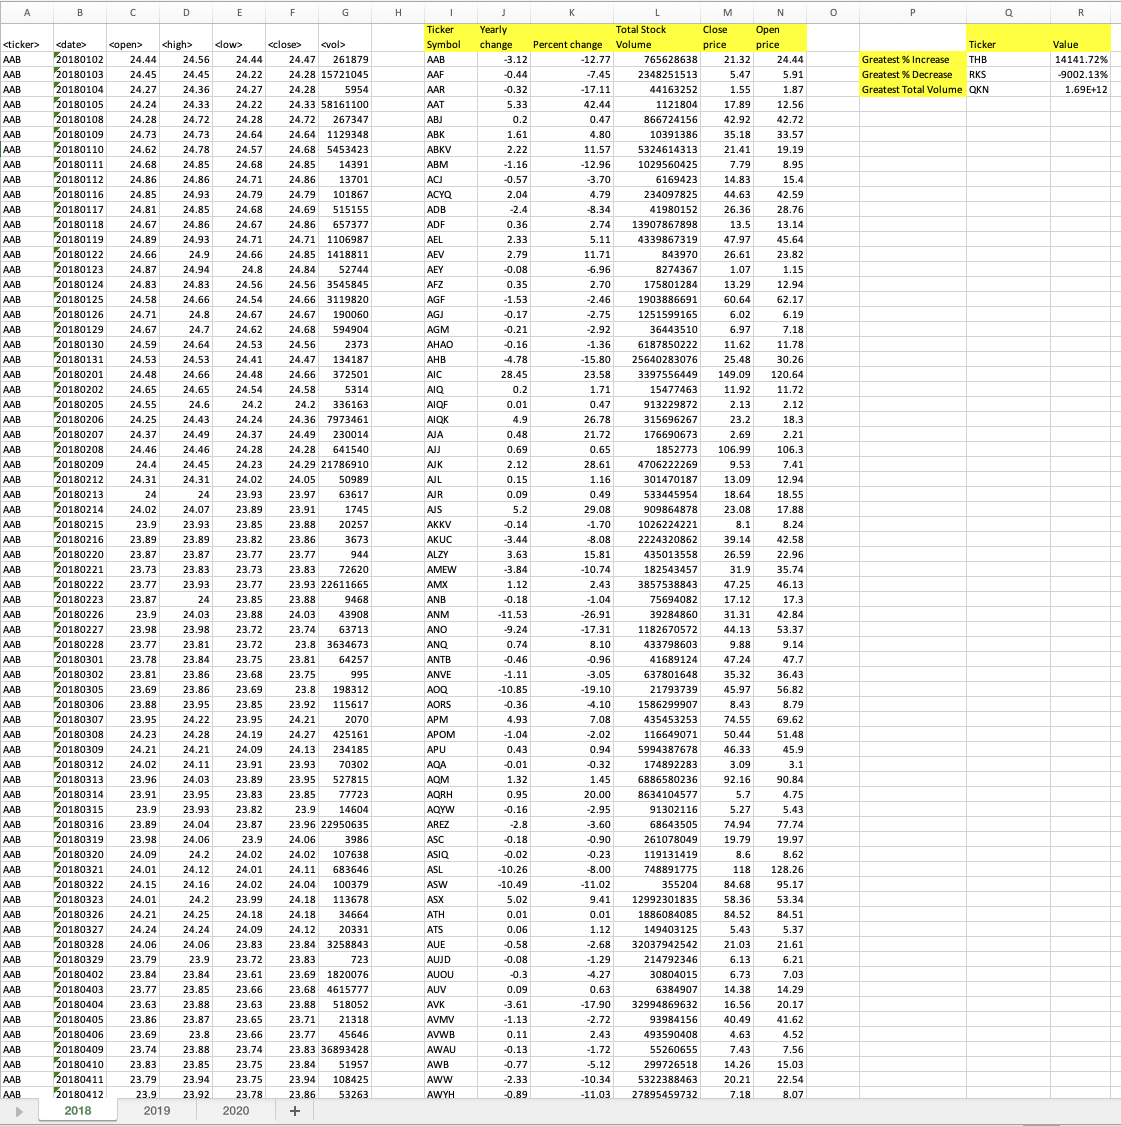 A B C D E F G H I J K L M N O P Q R
Ticker Yearly Total Stock Close Open
<ticker> <date> <open> <high> <low> <close> <vol> Symbol change Percent change Volume price price Ticker Value
AAB 20180102 24.44 24.56 24.44 24.47 261879 AAB -3.12 -12.77 765628638 21.32 24.44 Greatest % Increase THB 14141.72%
AAB 20180103 24.45 24.45 24.22 24.28 15721045 AAF -0.44 -7.45 2348251513 5.47 5.91 Greatest % Decrease RKS -9002.13%
AAB 20180104 24.27 24.36 24.27 24.28 5954 AAR -0.32 -17.11 44163252 1.55 1.87 Greatest Total Volume QKN 1.69E+12
AAB 20180105 24.24 24.33 24.22 24.33 58161100 AAT 5.33 42.44 1121804 17.89 12.56
AAB 20180108 24.28 24.72 24.28 24.72 267347 ABJ 0.2 0.47 866724156 42.92 42.72
AAB 20180109 24.73 24.73 24.64 24.64 1129348 ABK 1.61 4.80 10391386 35.18 33.57
AAB 20180110 24.62 24.78 24.57 24.68 5453423 ABKV 2.22 11.57 5324614313 21.41 19.19
AAB 20180111 24.68 24.85 24.68 24.85 14391 ABM -1.16 -12.96 1029560425 7.79 8.95
AAB 20180112 24.86 24.86 24.71 24.86 13701 ACJ -0.57 -3.70 6169423 14.83 15.4
AAB 20180116 24.85 24.93 24.79 24.79 101867 ACYQ 2.04 4.79 234097825 44.63 42.59
AAB 20180117 24.81 24.85 24.68 24.69 515155 ADB -2.4 -8.34 41980152 26.36 28.76
AAB 20180118 24.67 24.86 24.67 24.86 657377 ADF 0.36 2.74 13907867898 13.5 13.14
AAB 20180119 24.89 24.93 24.71 24.71 1106987 AEL 2.33 5.11 4339867319 47.97 45.64
AAB 20180122 24.66 24.9 24.66 24.85 1418811 AEV 2.79 11.71 843970 26.61 23.82
AAB 20180123 24.87 24.94 24.8 24.84 52744 AEY -0.08 -6.96 8274367 1.07 1.15
AAB 20180124 24.83 24.83 24.56 24.56 3545845 AFZ 0.35 2.70 175801284 13.29 12.94
AAB 20180125 24.58 24.66 24.54 24.66 3119820 AGF -1.53 -2.46 1903886691 60.64 62.17
AAB 20180126 24.71 24.8 24.67 24.67 190060 AGJ -0.17 -2.75 1251599165 6.02 6.19
AAB 20180129 24.67 24.7 24.62 24.68 594904 AGM -0.21 -2.92 36443510 6.97 7.18
AAB 20180130 24.59 24.64 24.53 24.56 2373 AHAO -0.16 -1.36 6187850222 11.62 11.78
AAB 20180131 24.53 24.53 24.41 24.47 134187 AHB -4.78 -15.80 25640283076 25.48 30.26
AAB 20180201 24.48 24.66 24.48 24.66 372501 AIC 28.45 23.58 3397556449 149.09 120.64
AAB 20180202 24.65 24.65 24.54 24.58 5314 AIQ 0.2 1.71 15477463 11.92 11.72
AAB 20180205 24.55 24.6 24.2 24.2 336163 AIQF 0.01 0.47 913229872 2.13 2.12
AAB 20180206 24.25 24.43 24.24 24.36 7973461 AIQK 4.9 26.78 315696267 23.2 18.3
AAB 20180207 24.37 24.49 24.37 24.49 230014 AJA 0.48 21.72 176690673 2.69 2.21
AAB 20180208 24.46 24.46 24.28 24.28 641540 AJJ 0.69 0.65 1852773 106.99 106.3
AAB 20180209 24.4 24.45 24.23 24.29 21786910 AJK 2.12 28.61 4706222269 9.53 7.41
AAB 20180212 24.31 24.31 24.02 24.05 50989 AJL 0.15 1.16 301470187 13.09 12.94
AAB 20180213 24 24 23.93 23.97 63617 AJR 0.09 0.49 533445954 18.64 18.55
AAB 20180214 24.02 24.07 23.89 23.91 1745 AJS 5.2 29.08 909864878 23.08 17.88
AAB 20180215 23.9 23.93 23.85 23.88 20257 AKKV -0.14 -1.70 1026224221 8.1 8.24
AAB 20180216 23.89 23.89 23.82 23.86 3673 AKUC -3.44 -8.08 2224320862 39.14 42.58
AAB 20180220 23.87 23.87 23.77 23.77 944 ALZY 3.63 15.81 435013558 26.59 22.96
AAB 20180221 23.73 23.83 23.73 23.83 72620 AMEW -3.84 -10.74 182543457 31.9 35.74
AAB 20180222 23.77 23.93 23.77 23.93 22611665 AMX 1.12 2.43 3857538843 47.25 46.13
AAB 20180223 23.87 24 23.85 23.88 9468 ANB -0.18 -1.04 75694082 17.12 17.3
AAB 20180226 23.9 24.03 23.88 24.03 43908 ANM -11.53 -26.91 39284860 31.31 42.84
AAB 20180227 23.98 23.98 23.72 23.74 63713 ANO -9.24 -17.31 1182670572 44.13 53.37
AAB 20180228 23.77 23.81 23.72 23.8 3634673 ANQ 0.74 8.10 433798603 9.88 9.14
AAB 20180301 23.78 23.84 23.75 23.81 64257 ANTB -0.46 -0.96 41689124 47.24 47.7
AAB 20180302 23.81 23.86 23.68 23.75 995 ANVE -1.11 -3.05 637801648 35.32 36.43
AAB 20180305 23.69 23.86 23.69 23.8 198312 AOQ -10.85 -19.10 21793739 45.97 56.82
AAB 20180306 23.88 23.95 23.85 23.92 115617 AORS -0.36 -4.10 1586299907 8.43 8.79
AAB 20180307 23.95 24.22 23.95 24.21 2070 APM 4.93 7.08 435453253 74.55 69.62
AAB 20180308 24.23 24.28 24.19 24.27 425161 APOM -1.04 -2.02 116649071 50.44 51.48
AAB 20180309 24.21 24.21 24.09 24.13 234185 APU 0.43 0.94 5994387678 46.33 45.9
AAB 20180312 24.02 24.11 23.91 23.93 70302 AQA -0.01 -0.32 174892283 3.09 3.1
AAB 20180313 23.96 24.03 23.89 23.95 527815 AQM 1.32 1.45 6886580236 92.16 90.84
AAB 20180314 23.91 23.95 23.83 23.85 77723 AQRH 0.95 20.00 8634104577 5.7 4.75
AAB 20180315 23.9 23.93 23.82 23.9 14604 AQYW -0.16 -2.95 91302116 5.27 5.43
AAB 20180316 23.89 24.04 23.87 23.96 22950635 AREZ -2.8 -3.60 68643505 74.94 77.74
AAB 20180319 23.98 24.06 23.9 24.06 3986 ASC -0.18 -0.90 261078049 19.79 19.97
AAB 20180320 24.09 24.2 24.02 24.02 107638 ASIQ -0.02 -0.23 119131419 8.6 8.62
AAB 20180321 24.01 24.12 24.01 24.11 683646 ASL -10.26 -8.00 748891775 118 128.26
AAB 20180322 24.15 24.16 24.02 24.04 100379 ASW -10.49 -11.02 355204 84.68 95.17
AAB 20180323 24.01 24.2 23.99 24.18 113678 ASX 5.02 9.41 12992301835 58.36 53.34
AAB 20180326 24.21 24.25 24.18 24.18 34664 ATH 0.01 0.01 1886084085 84.52 84.51
AAB 20180327 24.24 24.24 24.09 24.12 20331 ATS 0.06 1.12 149403125 5.43 5.37
AAB 20180328 24.06 24.06 23.83 23.84 3258843 AUE -0.58 -2.68 32037942542 21.03 21.61
AAB 20180329 23.79 23.9 23.72 23.83 723 AUJD -0.08 -1.29 214792346 6.13 6.21
AAB 20180402 23.84 23.84 23.61 23.69 1820076 AUOU -0.3 -4.27 30804015 6.73 7.03
AAB 20180403 23.77 23.85 23.66 23.68 4615777 AUV 0.09 0.63 6384907 14.38 14.29
AAB 20180404 23.63 23.88 23.63 23.88 518052 AVK -3.61 -17.90 32994869632 16.56 20.17
AAB 20180405 23.86 23.87 23.65 23.71 21318 AVMV -1.13 -2.72 93984156 40.49 41.62
AAB 20180406 23.69 23.8 23.66 23.77 45646 AVWB 0.11 2.43 493590408 4.63 4.52
AAB 20180409 23.74 23.88 23.74 23.83 36893428 AWAU -0.13 -1.72 55260655 7.43 7.56
AAB 20180410 23.83 23.85 23.75 23.84 51957 AWB -0.77 -5.12 299726518 14.26 15.03
AAB 20180411 23.79 23.94 23.75 23.94 108425 AWW -2.33 -10.34 5322388463 20.21 22.54
AAB 20180412 23.9 23.92 23.78 23.86 53263 AWYH -0.89 -11.03 27895459732 7.18 8.07
2018 2019 2020 +